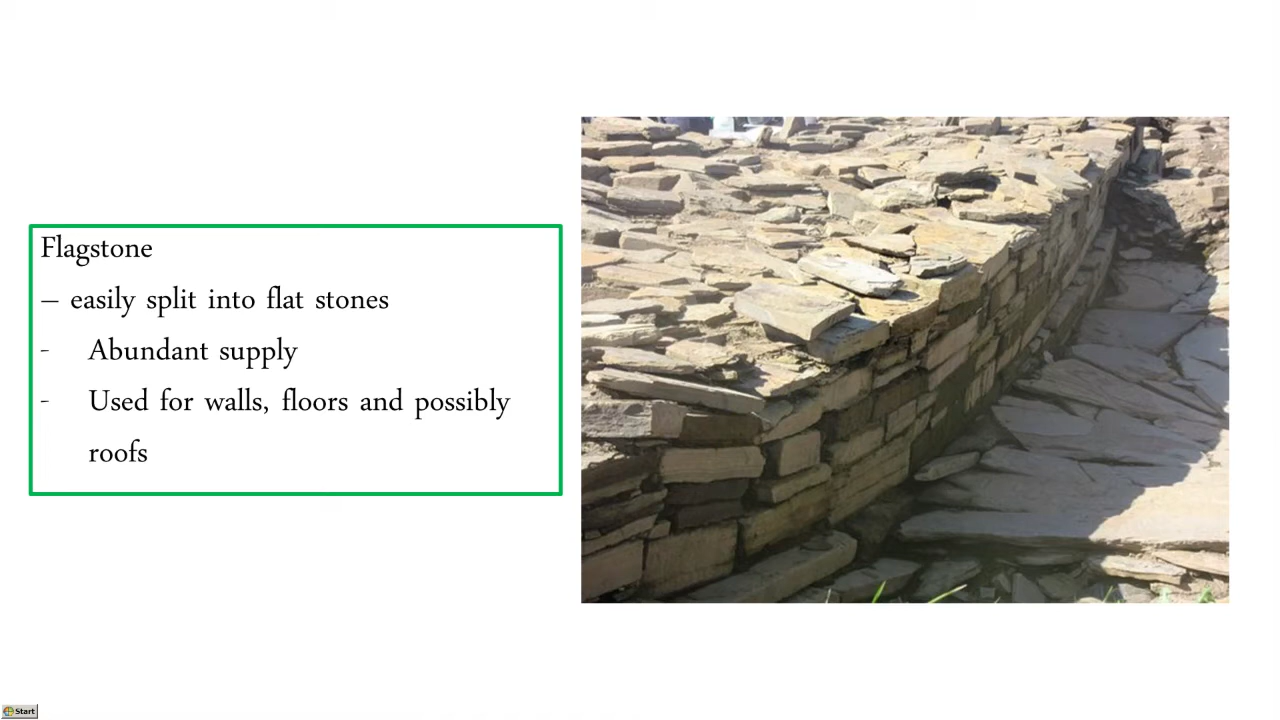 Flagstone
– easily split into flat stones
- Abundant supply
- Used for walls, floors and possibly
roofs
Start